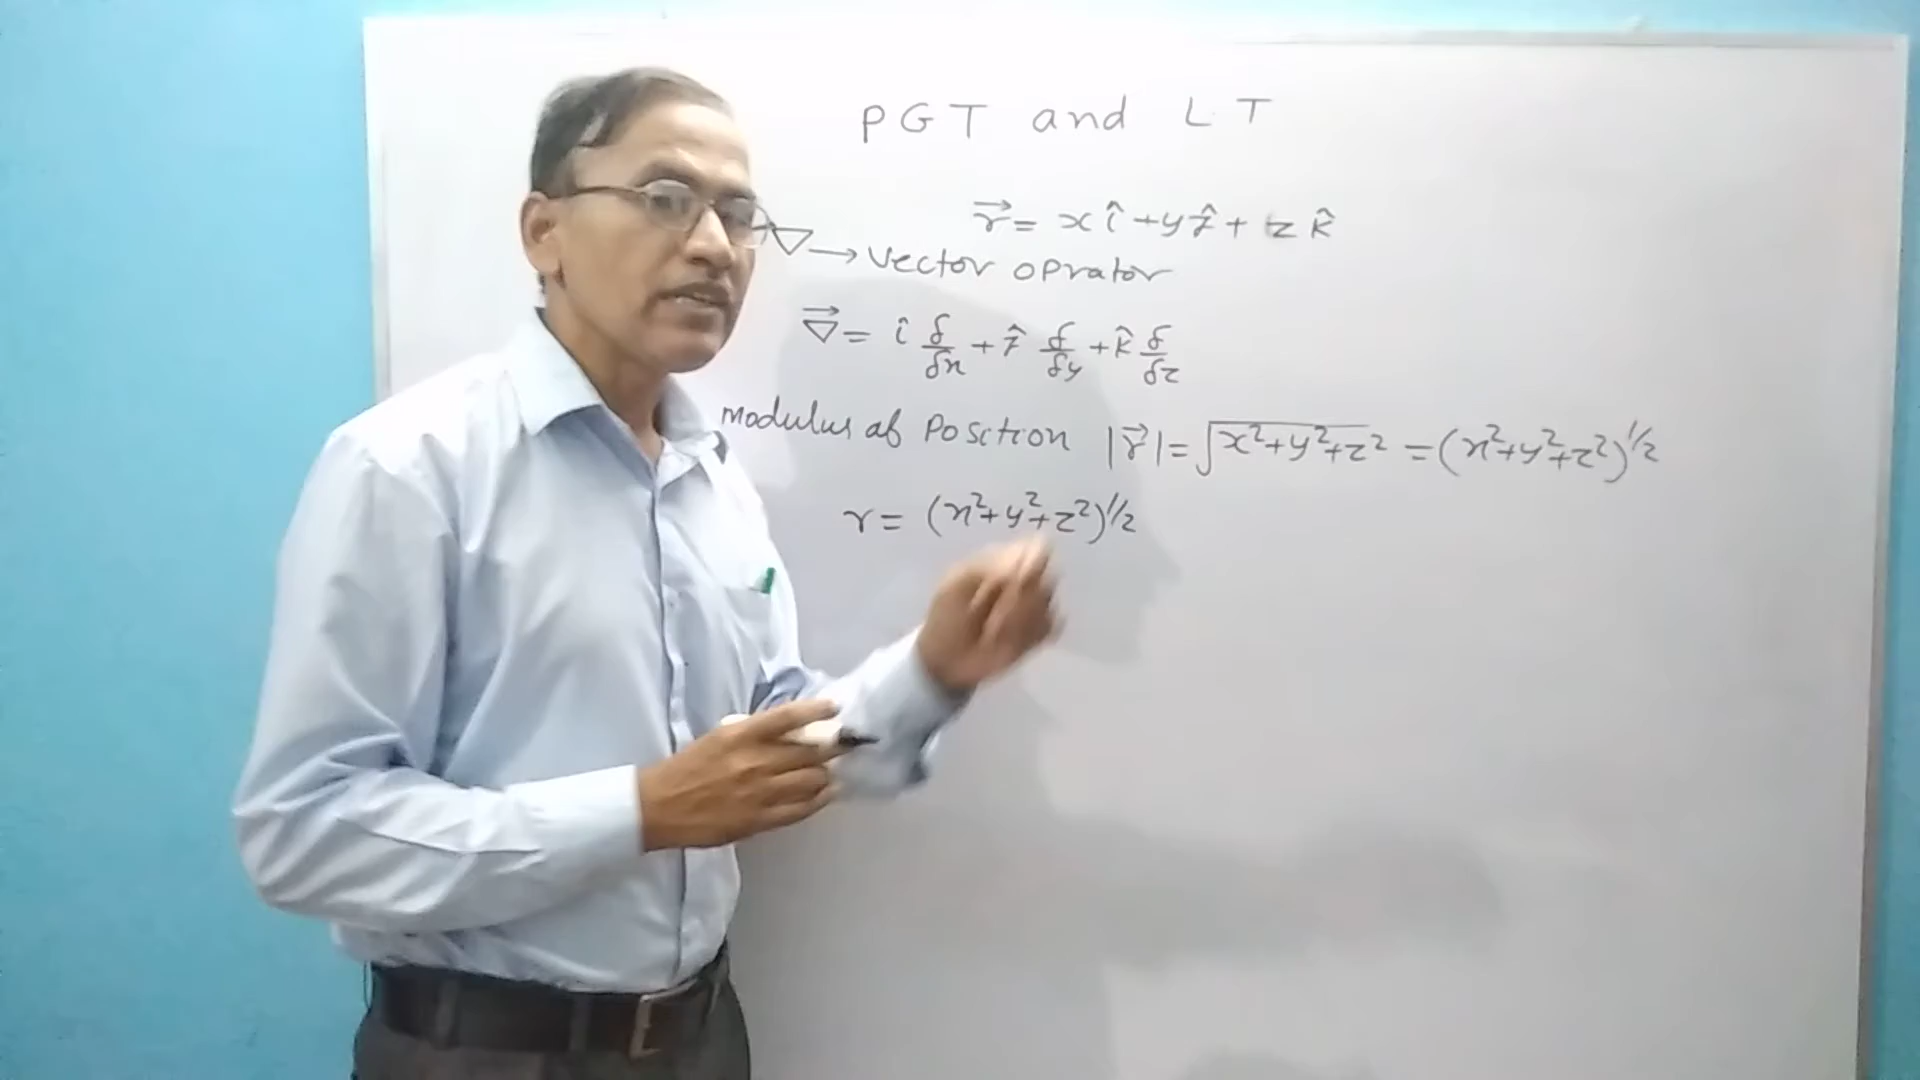 PGT and LT
r⃗ = xî + yĵ + zk̂
∇ → vector oprator
∇⃗ = î δ/δx + ĵ δ/δy + k̂ δ/δz
modulus of Position |r⃗| = √x²+y²+z² = (x²+y²+z²)^1/2
r = (x²+y²+z²)^1/2